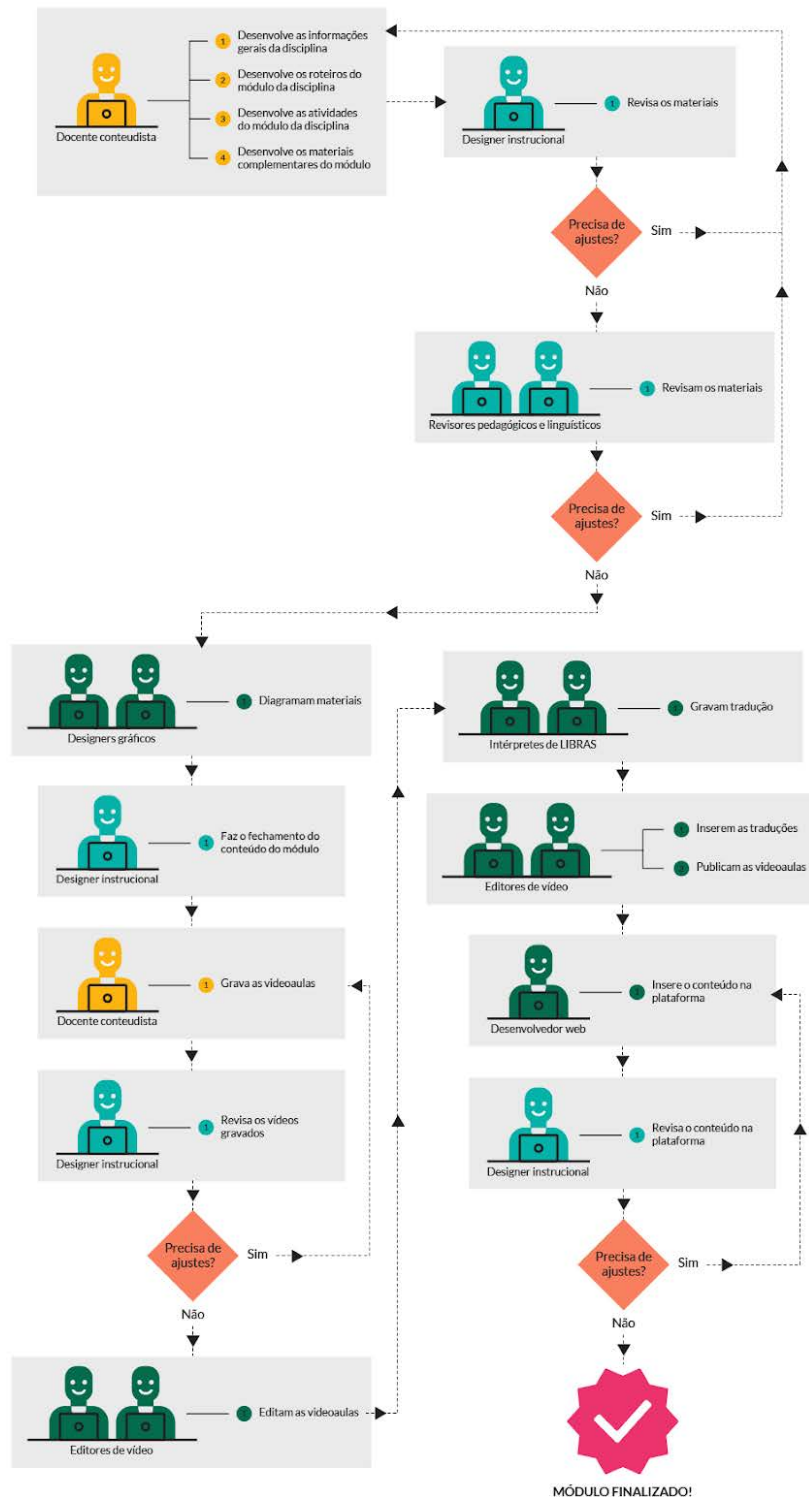 1 Desenvolve as informações
gerais da disciplina
2 Desenvolve os roteiros do
módulo da disciplina
3 Desenvolve as atividades
do módulo da disciplina
4 Desenvolve os materiais
complementares do módulo
Docente conteudista
1 Revisa os materiais
Designer instrucional
Precisa de
ajustes?
Sim
Não
1 Revisam os materiais
Revisores pedagógicos e linguísticos
Precisa de
ajustes?
Sim
Não
1 Diagramam materiais
Designers gráficos
1 Faz o fechamento do
conteúdo do módulo
Designer instrucional
1 Grava as videoaulas
Docente conteudista
1 Revisa os vídeos
gravados
Designer instrucional
Precisa de
ajustes?
Sim
Não
1 Editam as videoaulas
Editores de vídeo
1 Gravam tradução
Intérpretes de LIBRAS
1 Inserem as traduções
2 Publicam as videoaulas
Editores de vídeo
1 Insere o conteúdo na
plataforma
Desenvolvedor web
1 Revisa o conteúdo na
plataforma
Designer instrucional
Precisa de
ajustes?
Sim
Não
MÓDULO FINALIZADO!